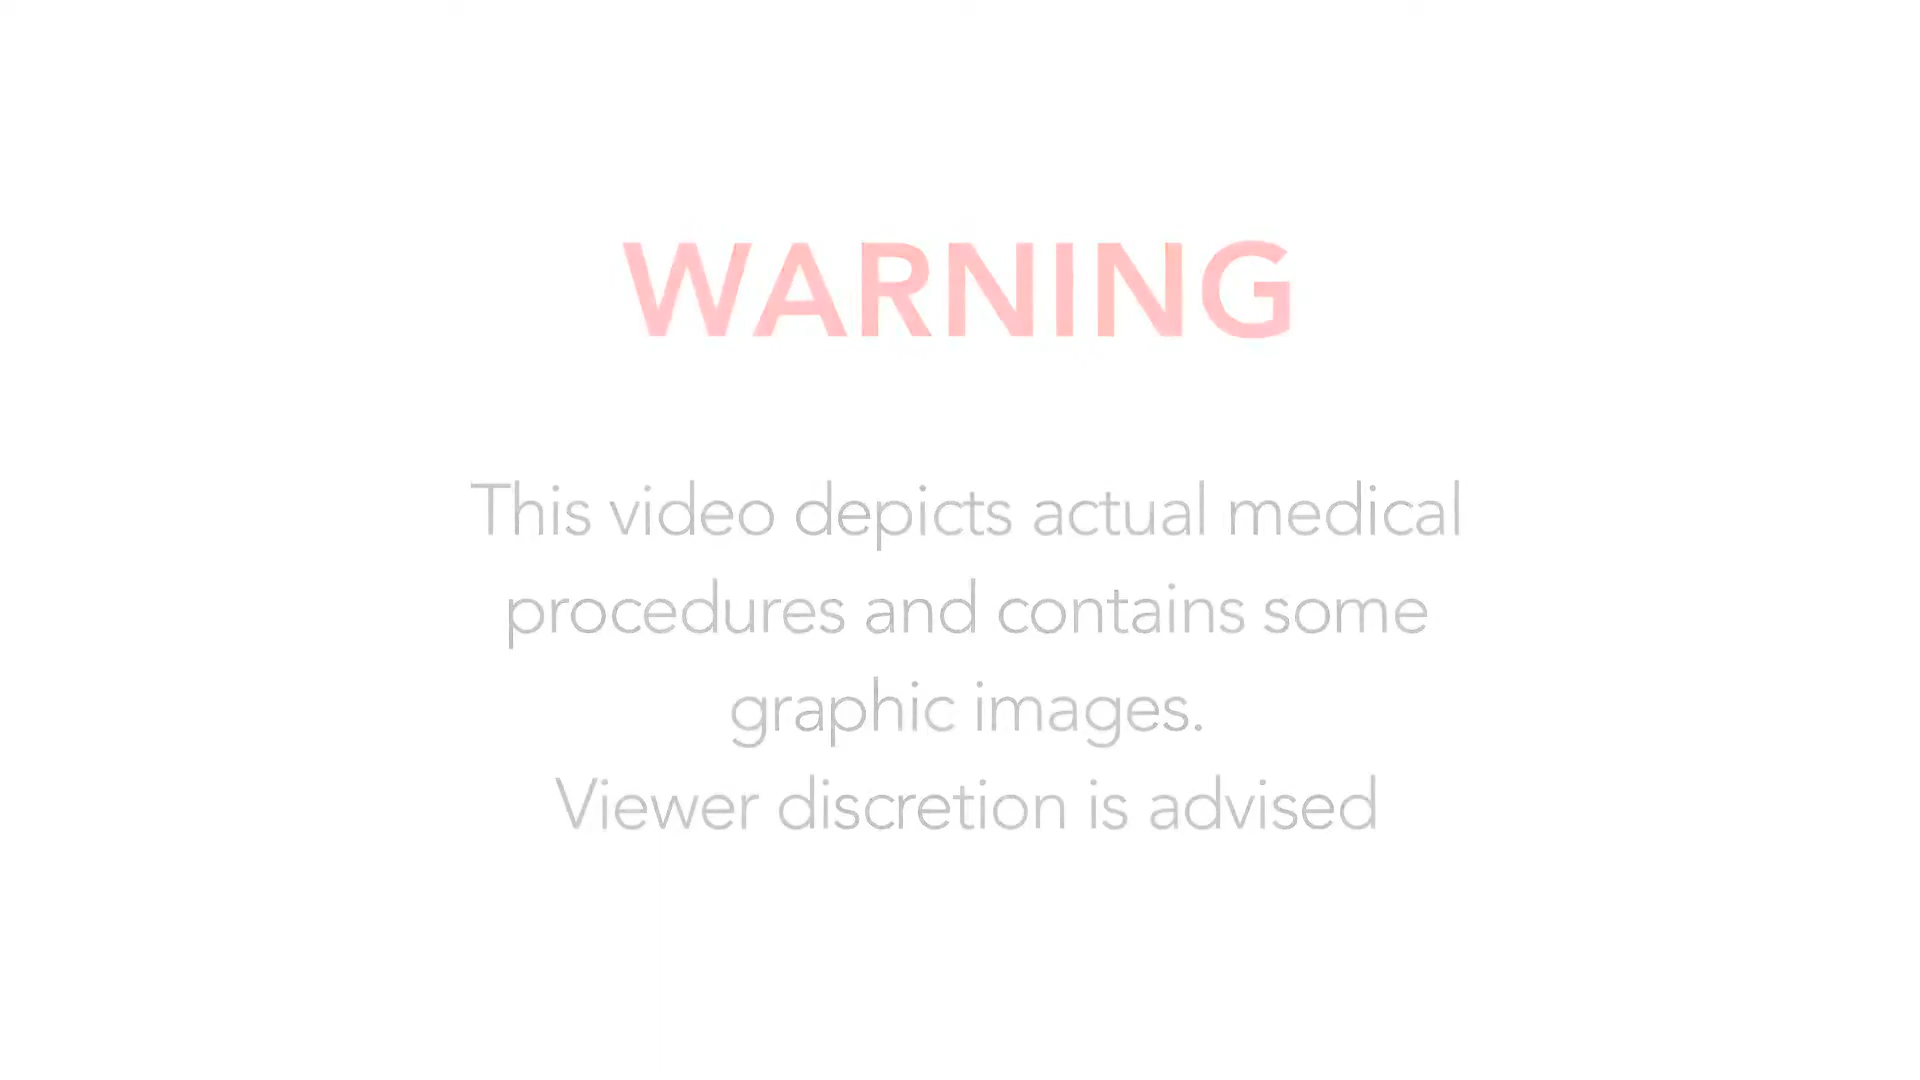 WARNING
This video depicts actual medical
procedures and contains some
graphic images.
Viewer discretion is advised